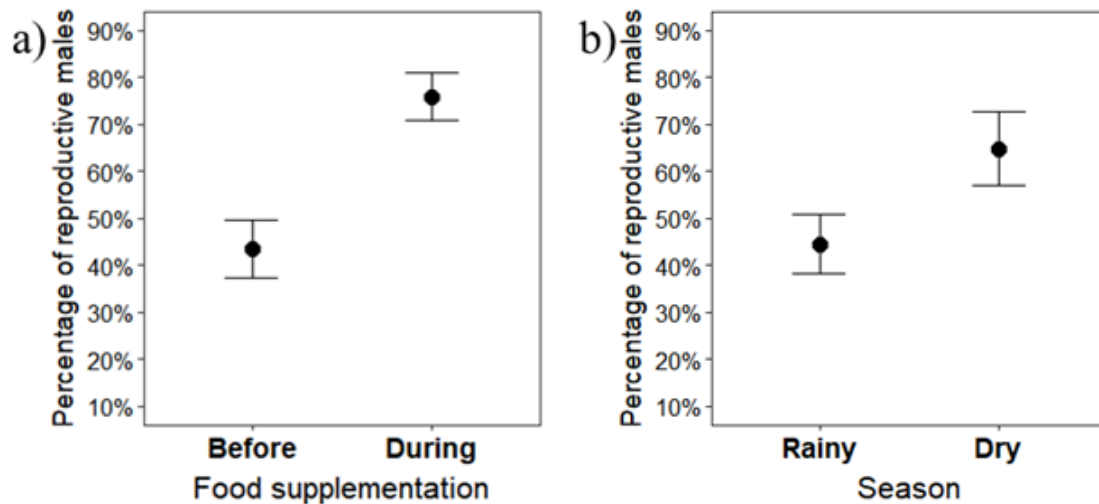 a)
Percentage of reproductive males
90%
80%
70%
60%
50%
40%
30%
20%
10%
Before During
Food supplementation
b)
Percentage of reproductive males
90%
80%
70%
60%
50%
40%
30%
20%
10%
Rainy Dry
Season